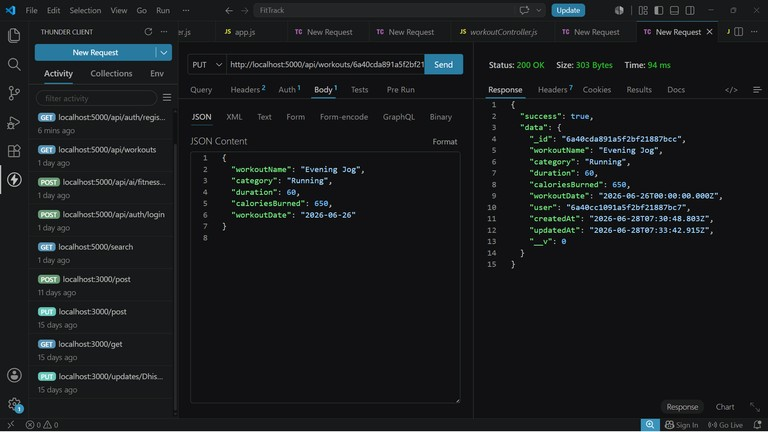 File Edit Selection View Go Run ··· FitTrack Update
THUNDER CLIENT
er.js JS app.js TC New Request TC New Request workoutController.js TC New Request TC New Request
New Request
Activity Collections Env
filter activity
GET localhost:5000/api/auth/regis...
6 mins ago
GET localhost:5000/api/workouts
1 day ago
POST localhost:5000/api/ai/fitness...
1 day ago
POST localhost:5000/api/auth/login
1 day ago
GET localhost:5000/search
1 day ago
POST localhost:3000/post
11 days ago
PUT localhost:3000/post
15 days ago
GET localhost:3000/get
15 days ago
PUT localhost:3000/updates/Dhis...
15 days ago
PUT http://localhost:5000/api/workouts/6a40cda891a5f2bf21 Send
Query Headers 2 Auth 1 Body 1 Tests Pre Run
JSON XML Text Form Form-encode GraphQL Binary
JSON Content Format
1 {
2 "workoutName": "Evening Jog",
3 "category": "Running",
4 "duration": 60,
5 "caloriesBurned": 650,
6 "workoutDate": "2026-06-26"
7 }
8
Status: 200 OK Size: 303 Bytes Time: 94 ms
Response Headers 7 Cookies Results Docs </>
1 {
2 "success": true,
3 "data": {
4 "_id": "6a40cda891a5f2bf21887bcc",
5 "workoutName": "Evening Jog",
6 "category": "Running",
7 "duration": 60,
8 "caloriesBurned": 650,
9 "workoutDate": "2026-06-26T00:00:00.000Z",
10 "user": "6a40cc1091a5f2bf21887bc7",
11 "createdAt": "2026-06-28T07:30:48.803Z",
12 "updatedAt": "2026-06-28T07:33:42.915Z",
13 "__v": 0
14 }
15 }
Response Chart
1
0 0 Sign In Go Live